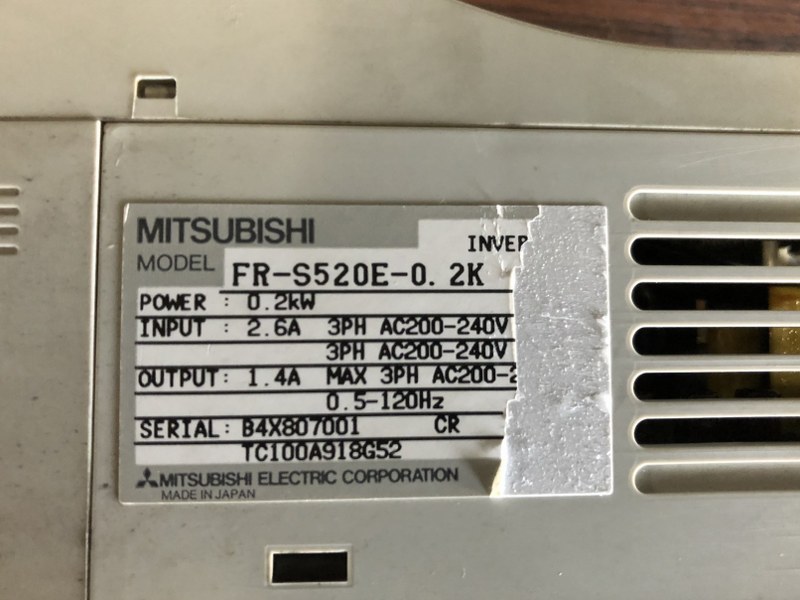 MITSUBISHI
INVER
MODEL FR-S520E-0.2K
POWER : 0.2kW
INPUT : 2.6A 3PH AC200-240V
3PH AC200-240V
OUTPUT: 1.4A MAX 3PH AC200-2
0.5-120Hz
SERIAL: B4X807001 CR
TC100A918G52
MITSUBISHI ELECTRIC CORPORATION
MADE IN JAPAN